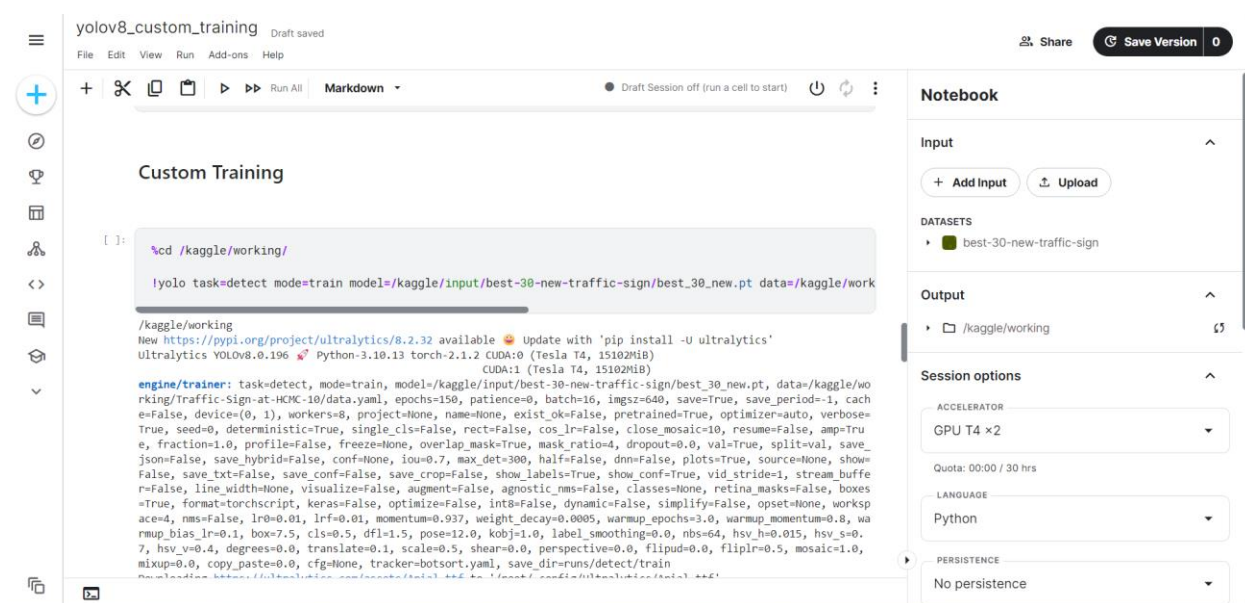 yolov8_custom_training Draft saved
File Edit View Run Add-ons Help
Share
Save Version 0
Run All Markdown
Draft Session off (run a cell to start)
Custom Training
[ ]:
%cd /kaggle/working/
!yolo task=detect mode=train model=/kaggle/input/best-30-new-traffic-sign/best_30_new.pt data=/kaggle/work
/kaggle/working
New https://pypi.org/project/ultralytics/8.2.32 available 😃 Update with 'pip install -U ultralytics'
Ultralytics YOLOv8.0.196 🚀 Python-3.10.13 torch-2.1.2 CUDA:0 (Tesla T4, 15102MiB)
CUDA:1 (Tesla T4, 15102MiB)
engine/trainer: task=detect, mode=train, model=/kaggle/input/best-30-new-traffic-sign/best_30_new.pt, data=/kaggle/wo
rking/Traffic-Sign-at-HCMC-10/data.yaml, epochs=150, patience=0, batch=16, imgsz=640, save=True, save_period=-1, cach
e=False, device=(0, 1), workers=8, project=None, name=None, exist_ok=False, pretrained=True, optimizer=auto, verbose=
True, seed=0, deterministic=True, single_cls=False, rect=False, cos_lr=False, close_mosaic=10, resume=False, amp=Tru
e, fraction=1.0, profile=False, freeze=None, overlap_mask=True, mask_ratio=4, dropout=0.0, val=True, split=val, save_
json=False, save_hybrid=False, conf=None, iou=0.7, max_det=300, half=False, dnn=False, plots=True, source=None, show=
False, save_txt=False, save_conf=False, save_crop=False, show_labels=True, show_conf=True, vid_stride=1, stream_buffe
r=False, line_width=None, visualize=False, augment=False, agnostic_nms=False, classes=None, retina_masks=False, boxes
=True, format=torchscript, keras=False, optimize=False, int8=False, dynamic=False, simplify=False, opset=None, worksp
ace=4, nms=False, lr0=0.01, lrf=0.01, momentum=0.937, weight_decay=0.0005, warmup_epochs=3.0, warmup_momentum=0.8, wa
rmup_bias_lr=0.1, box=7.5, cls=0.5, dfl=1.5, pose=12.0, kobj=1.0, label_smoothing=0.0, nbs=64, hsv_h=0.015, hsv_s=0.
7, hsv_v=0.4, degrees=0.0, translate=0.1, scale=0.5, shear=0.0, perspective=0.0, flipud=0.0, fliplr=0.5, mosaic=1.0,
mixup=0.0, copy_paste=0.0, cfg=None, tracker=botsort.yaml, save_dir=runs/detect/train
Notebook
Input
+ Add Input
Upload
DATASETS
best-30-new-traffic-sign
Output
/kaggle/working
Session options
ACCELERATOR
GPU T4 ×2
Quota: 00:00 / 30 hrs
LANGUAGE
Python
PERSISTENCE
No persistence